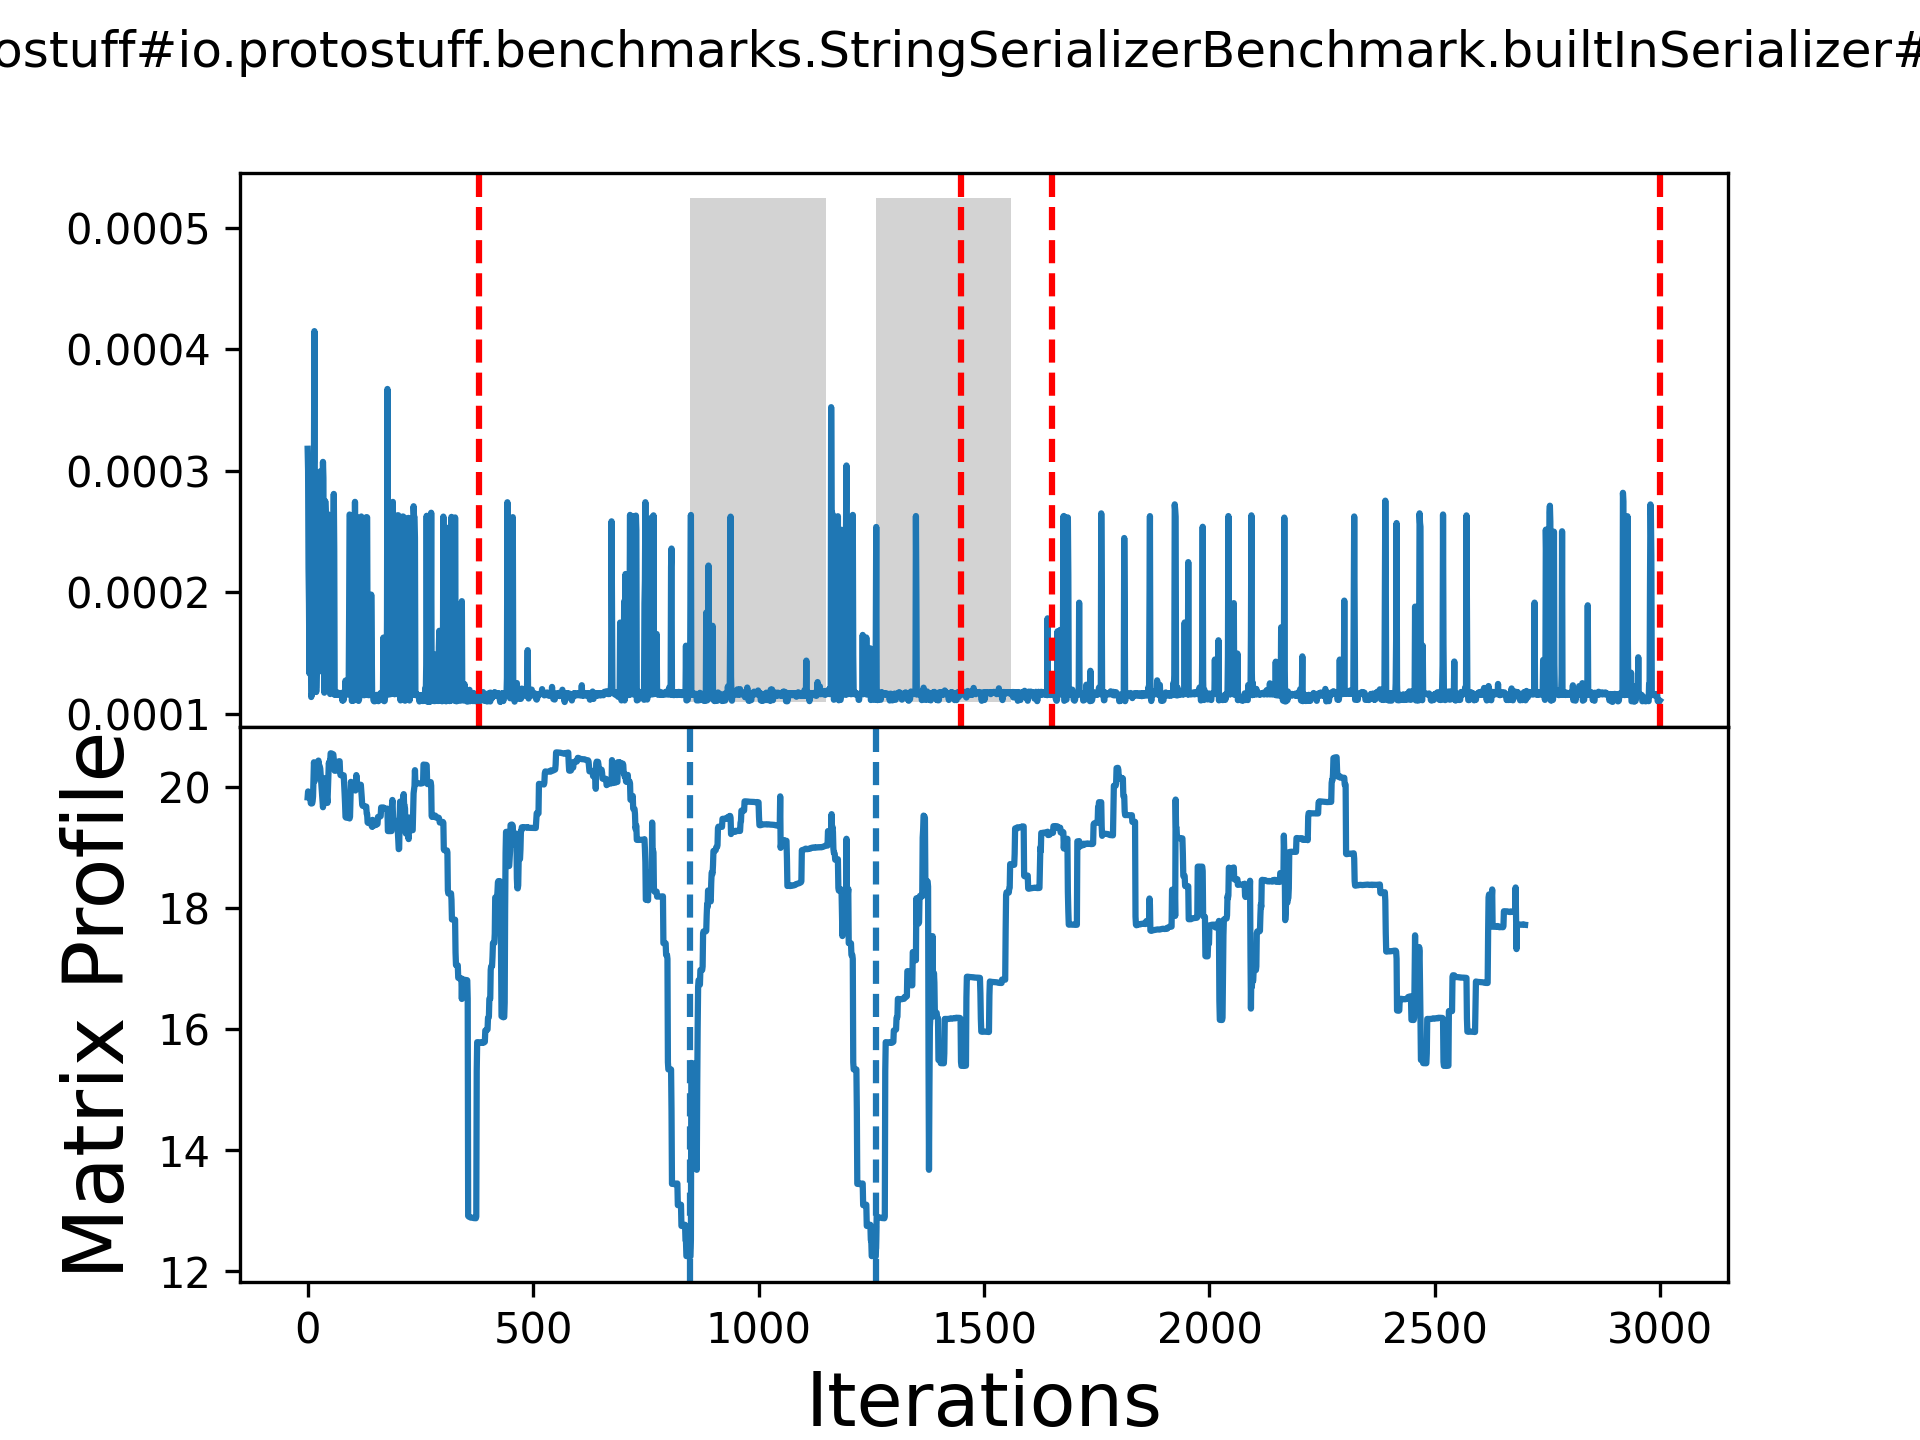 ostuff#io.protostuff.benchmarks.StringSerializerBenchmark.builtInSerializer#
0.0005
0.0004
0.0003
0.0002
0.0001
Matrix Profile
20
18
16
14
12
0 500 1000 1500 2000 2500 3000
Iterations